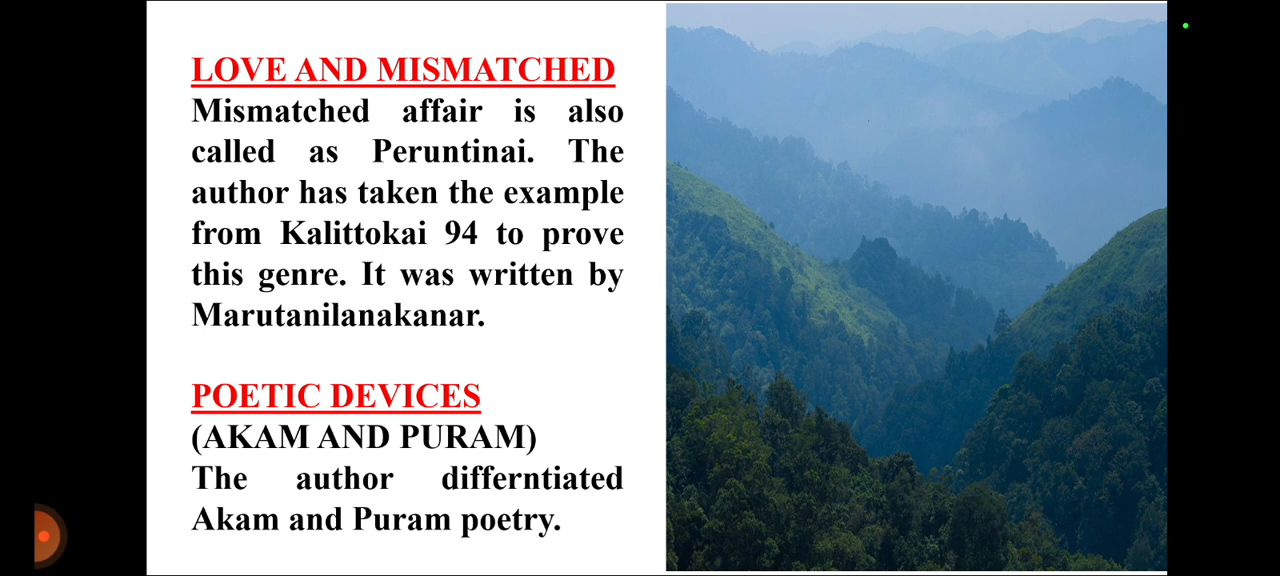 LOVE AND MISMATCHED
Mismatched affair is also
called as Peruntinai. The
author has taken the example
from Kalittokai 94 to prove
this genre. It was written by
Marutanilanakanar.
POETIC DEVICES
(AKAM AND PURAM)
The author differntiated
Akam and Puram poetry.